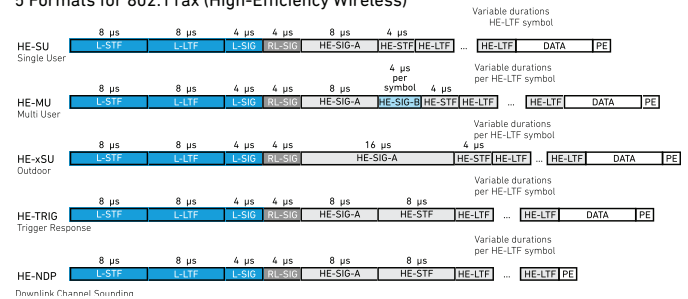 5 Formats for 802.11ax (High-Efficiency Wireless)
Variable durations
HE-LTF symbol
8 µs 8 µs 4 µs 4 µs 8 µs 4 µs
HE-SU L-STF L-LTF L-SIG RL-SIG HE-SIG-A HE-STF HE-LTF ... HE-LTF DATA PE
Single User
4 µs
per
symbol
Variable durations
per HE-LTF symbol
8 µs 8 µs 4 µs 4 µs 8 µs 4 µs
HE-MU L-STF L-LTF L-SIG RL-SIG HE-SIG-A HE-SIG-B HE-STF HE-LTF ... HE-LTF DATA PE
Multi User
Variable durations
per HE-LTF symbol
8 µs 8 µs 4 µs 4 µs 16 µs 4 µs
HE-xSU L-STF L-LTF L-SIG RL-SIG HE-SIG-A HE-STF HE-LTF ... HE-LTF DATA PE
Outdoor
Variable durations
per HE-LTF symbol
8 µs 8 µs 4 µs 4 µs 8 µs 8 µs
HE-TRIG L-STF L-LTF L-SIG RL-SIG HE-SIG-A HE-STF HE-LTF ... HE-LTF DATA PE
Trigger Response
Variable durations
per HE-LTF symbol
8 µs 8 µs 4 µs 4 µs 8 µs 8 µs
HE-NDP L-STF L-LTF L-SIG RL-SIG HE-SIG-A HE-STF HE-LTF ... HE-LTF PE
Downlink Channel Sounding